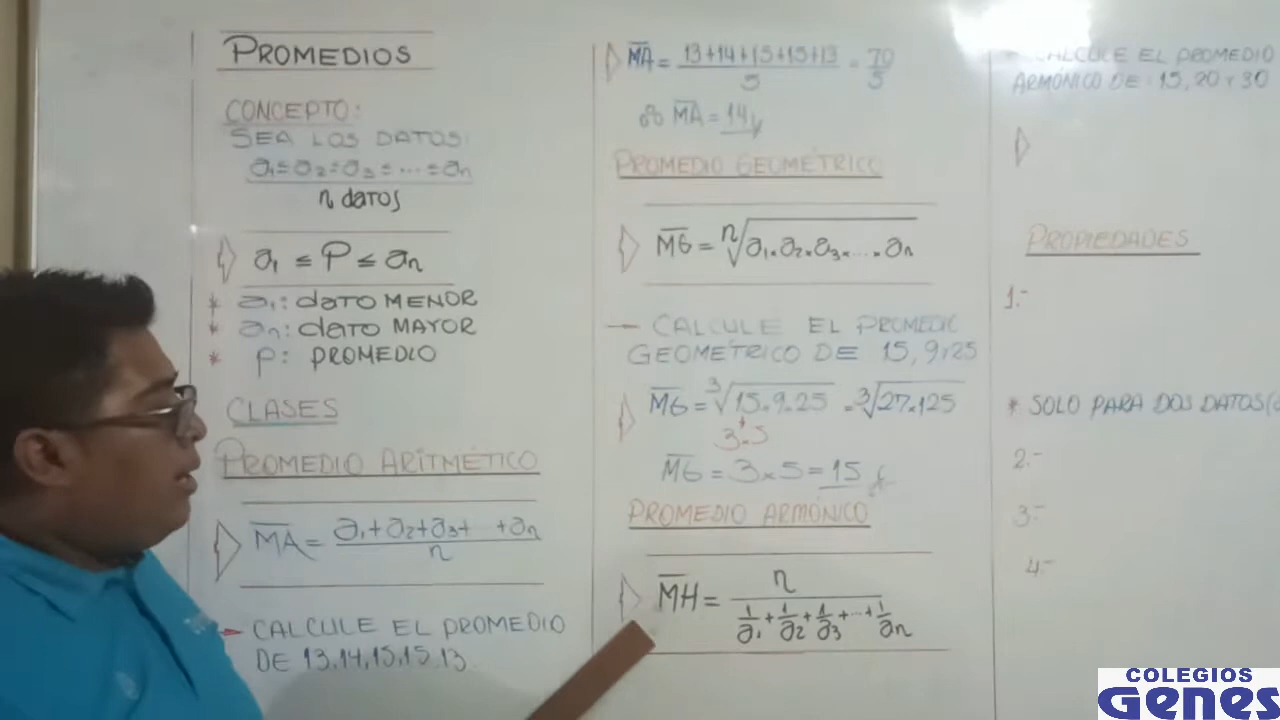 PROMEDIOS
CONCEPTO:
SEA LOS DATOS:
a₁ ≤ a₂ ≤ a₃ ≤ ... ≤ aₙ
n datos
a₁ ≤ P ≤ aₙ
* a₁: dato MENOR
* aₙ: dato MAYOR
* P: PROMEDIO
CLASES
PROMEDIO ARITMÉTICO
MA = (a₁+a₂+a₃+ +aₙ)/n
→ CALCULE EL PROMEDIO
DE 13,14,15,15,13
MA = (13+14+15+15+13)/5 = 70/5
∴ MA = 14
PROMEDIO GEOMÉTRICO
MG = ⁿ√(a₁.a₂.a₃. ... .aₙ)
— CALCULE EL PROMEDIO
GEOMÉTRICO DE 15, 9 Y 25
MG = ³√(15.9.25) = ³√(27.125)
3.5
MG = 3×5 = 15
PROMEDIO ARMÓNICO
MH = n/(1/a₁ + 1/a₂ + 1/a₃ + ... + 1/aₙ)
CALCULE EL PROMEDIO
ARMÓNICO DE: 15, 20 Y 30
PROPIEDADES
1.-
* SOLO PARA DOS DATOS
2.-
3.-
4.-
COLEGIOS
Genes